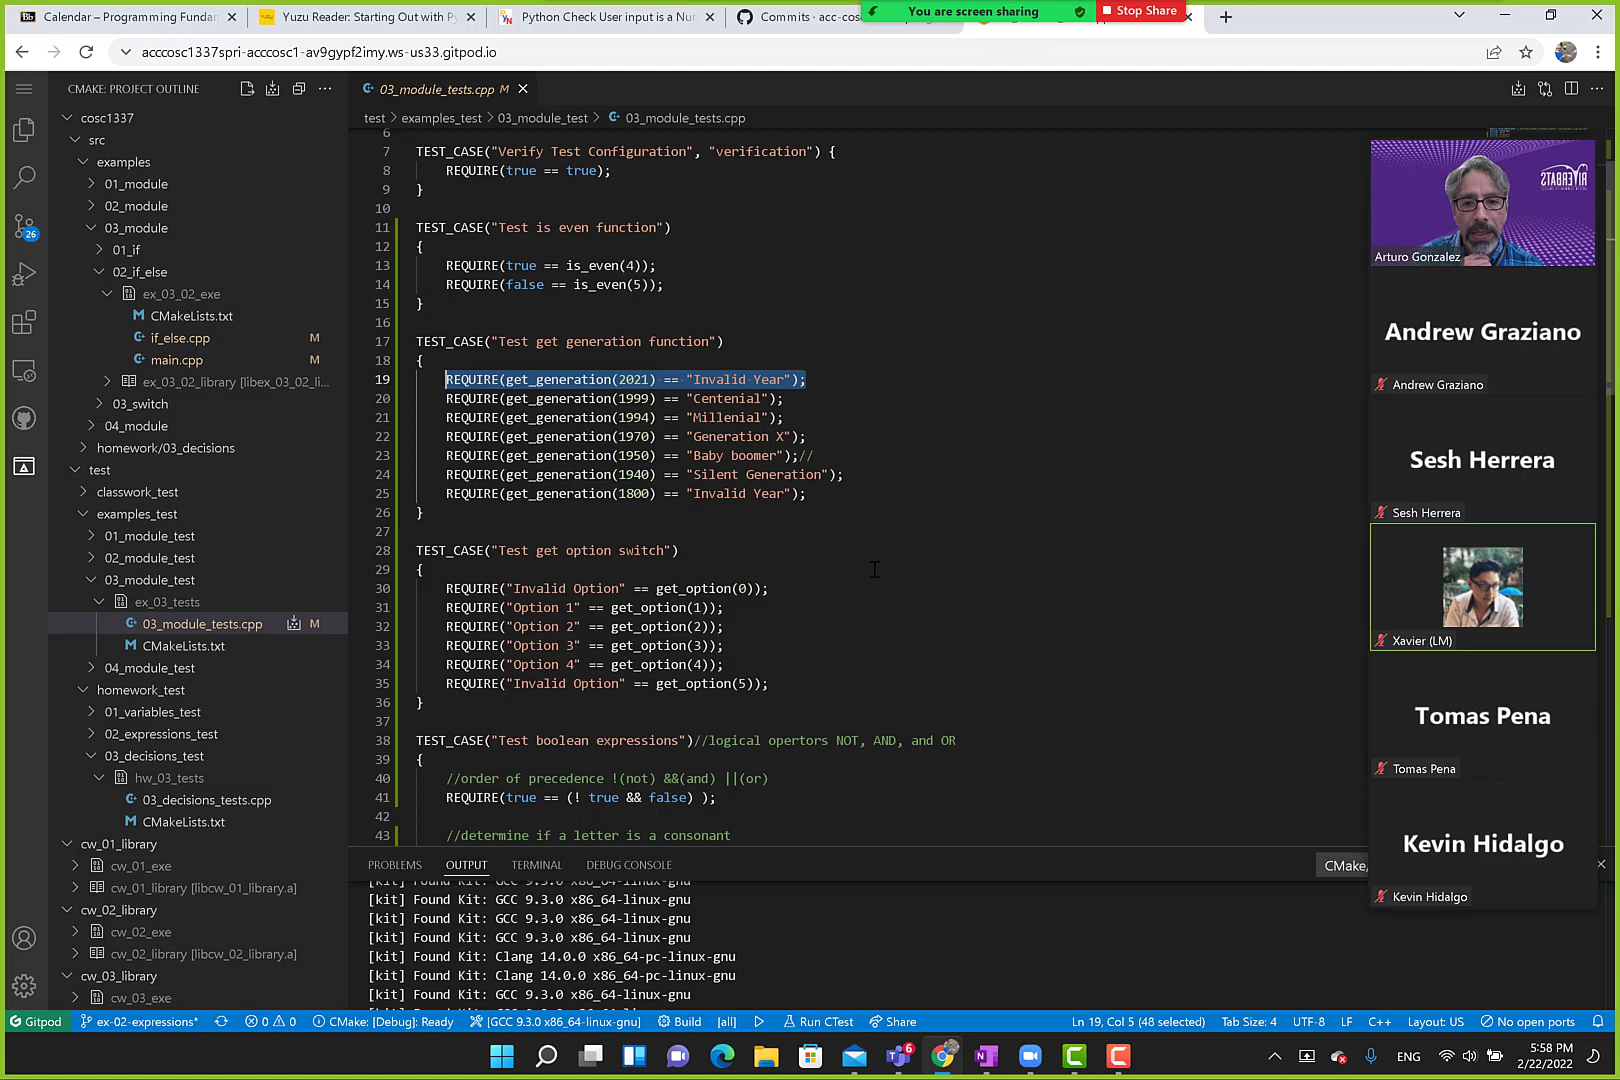 Calendar – Programming Fundar
Yuzu Reader: Starting Out with Py
Python Check User input is a Nur
Commits · acc-cos
You are screen sharing
Stop Share
acccosc1337spri-acccosc1-av9gypf2imy.ws-us33.gitpod.io
CMAKE: PROJECT OUTLINE
03_module_tests.cpp M
cosc1337
src
examples
01_module
02_module
03_module
01_if
02_if_else
ex_03_02_exe
CMakeLists.txt
if_else.cpp M
main.cpp M
ex_03_02_library [libex_03_02_li...
03_switch
04_module
homework/03_decisions
test
classwork_test
examples_test
01_module_test
02_module_test
03_module_test
ex_03_tests
03_module_tests.cpp M
CMakeLists.txt
04_module_test
homework_test
01_variables_test
02_expressions_test
03_decisions_test
hw_03_tests
03_decisions_tests.cpp
CMakeLists.txt
cw_01_library
cw_01_exe
cw_01_library [libcw_01_library.a]
cw_02_library
cw_02_exe
cw_02_library [libcw_02_library.a]
cw_03_library
cw_03_exe
26
test > examples_test > 03_module_test > 03_module_tests.cpp
6
7 TEST_CASE("Verify Test Configuration", "verification") {
8 REQUIRE(true == true);
9 }
10
11 TEST_CASE("Test is even function")
12 {
13 REQUIRE(true == is_even(4));
14 REQUIRE(false == is_even(5));
15 }
16
17 TEST_CASE("Test get generation function")
18 {
19 REQUIRE(get_generation(2021) == "Invalid Year");
20 REQUIRE(get_generation(1999) == "Centenial");
21 REQUIRE(get_generation(1994) == "Millenial");
22 REQUIRE(get_generation(1970) == "Generation X");
23 REQUIRE(get_generation(1950) == "Baby boomer");//
24 REQUIRE(get_generation(1940) == "Silent Generation");
25 REQUIRE(get_generation(1800) == "Invalid Year");
26 }
27
28 TEST_CASE("Test get option switch")
29 {
30 REQUIRE("Invalid Option" == get_option(0));
31 REQUIRE("Option 1" == get_option(1));
32 REQUIRE("Option 2" == get_option(2));
33 REQUIRE("Option 3" == get_option(3));
34 REQUIRE("Option 4" == get_option(4));
35 REQUIRE("Invalid Option" == get_option(5));
36 }
37
38 TEST_CASE("Test boolean expressions")//logical opertors NOT, AND, and OR
39 {
40 //order of precedence !(not) &&(and) ||(or)
41 REQUIRE(true == (! true && false) );
42
43 //determine if a letter is a consonant
RIVERBATS
Arturo Gonzalez
Andrew Graziano
Andrew Graziano
Sesh Herrera
Sesh Herrera
Xavier (LM)
Tomas Pena
Tomas Pena
Kevin Hidalgo
Kevin Hidalgo
PROBLEMS OUTPUT TERMINAL DEBUG CONSOLE
CMake/
[kit] Found Kit: GCC 9.3.0 x86_64-linux-gnu
[kit] Found Kit: GCC 9.3.0 x86_64-linux-gnu
[kit] Found Kit: GCC 9.3.0 x86_64-linux-gnu
[kit] Found Kit: GCC 9.3.0 x86_64-linux-gnu
[kit] Found Kit: Clang 14.0.0 x86_64-pc-linux-gnu
[kit] Found Kit: Clang 14.0.0 x86_64-pc-linux-gnu
[kit] Found Kit: GCC 9.3.0 x86_64-linux-gnu
Gitpod ex-02-expressions* 0 0 CMake: [Debug]: Ready [GCC 9.3.0 x86_64-linux-gnu] Build [all] Run CTest Share Ln 19, Col 5 (48 selected) Tab Size: 4 UTF-8 LF C++ Layout: US No open ports
6
ENG
5:58 PM
2/22/2022